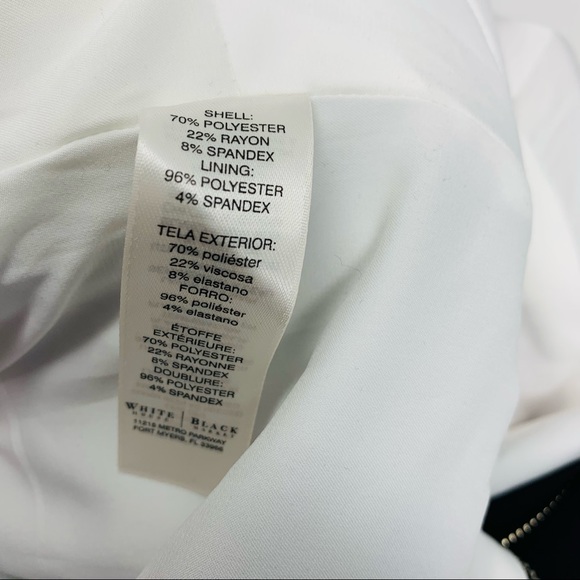 SHELL:
70% POLYESTER
22% RAYON
8% SPANDEX
LINING:
96% POLYESTER
4% SPANDEX
TELA EXTERIOR:
70% poliéster
22% viscosa
8% elastano
FORRO:
96% poliéster
4% elastano
ÉTOFFE
EXTÉRIEURE:
70% POLYESTER
22% RAYONNE
8% SPANDEX
DOUBLURE:
96% POLYESTER
4% SPANDEX
WHITE | BLACK
HOUSE | MARKET
11215 METRO PARKWAY
FORT MYERS, FL 33966